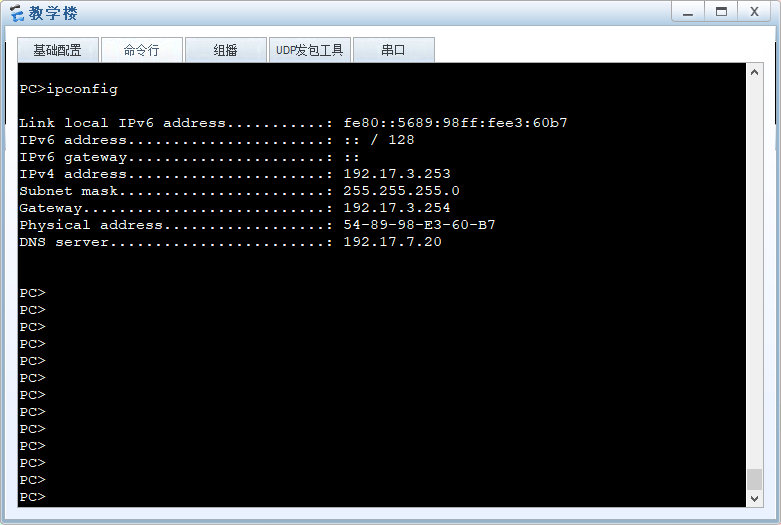 教学楼
基础配置 命令行 组播 UDP发包工具 串口
PC>ipconfig
Link local IPv6 address...........: fe80::5689:98ff:fee3:60b7
IPv6 address......................: :: / 128
IPv6 gateway......................: ::
IPv4 address......................: 192.17.3.253
Subnet mask.......................: 255.255.255.0
Gateway...........................: 192.17.3.254
Physical address..................: 54-89-98-E3-60-B7
DNS server........................: 192.17.7.20
PC>
PC>
PC>
PC>
PC>
PC>
PC>
PC>
PC>
PC>
PC>
PC>
PC>